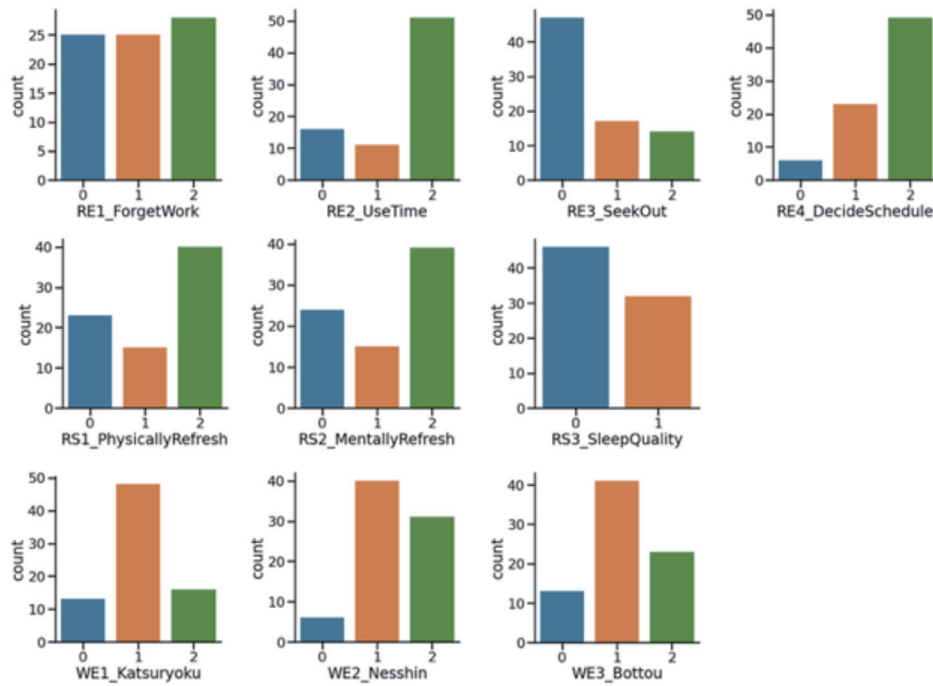 count
25
20
15
10
5
0
0 1 2
RE1_ForgetWork
count
50
40
30
20
10
0
0 1 2
RE2_UseTime
count
40
20
10
0
0 1 2
RE3_SeekOut
count
50
40
30
20
10
0
0 1 2
RE4_DecideSchedule
count
40
30
20
10
0
0 1 2
RS1_PhysicallyRefresh
count
40
30
20
10
0
0 1 2
RS2_MentallyRefresh
count
40
30
20
10
0
0 1
RS3_SleepQuality
count
50
40
30
20
10
0
0 1 2
WE1_Katsuryoku
count
40
30
20
10
0
0 1 2
WE2_Nesshin
count
40
30
20
10
0
0 1 2
WE3_Bottou